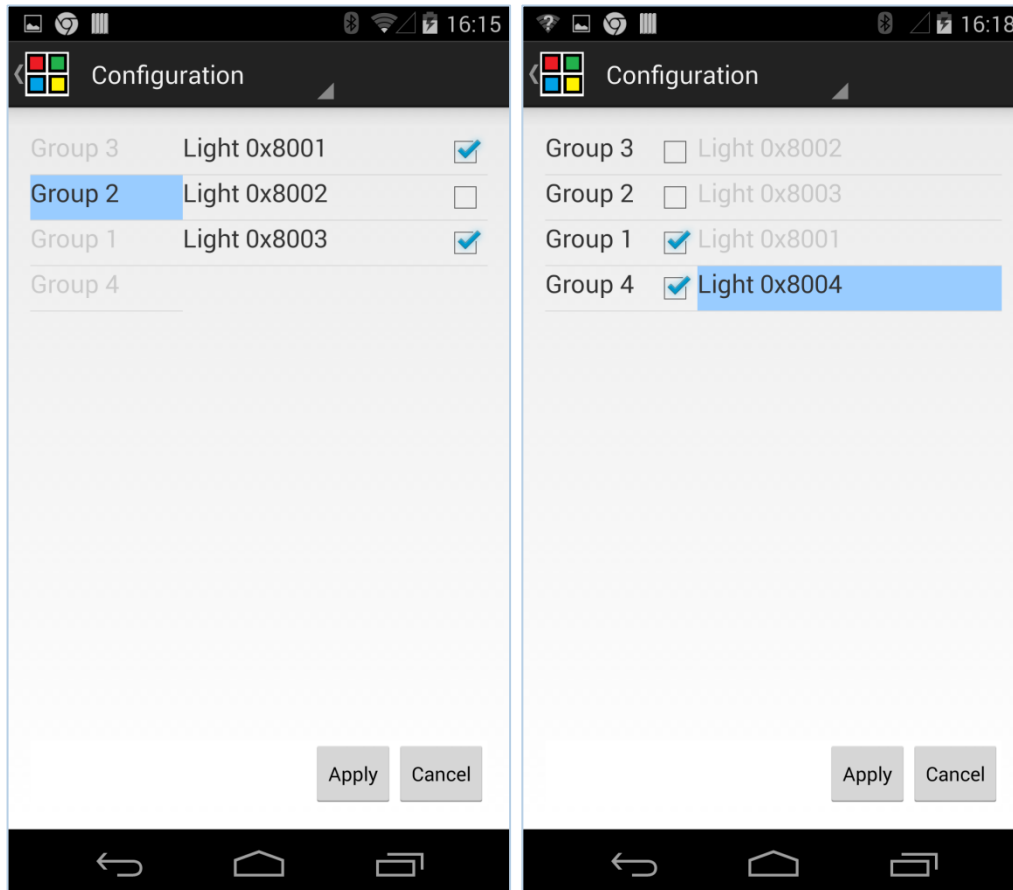 16:15
Configuration
Group 3 Light 0x8001
Group 2 Light 0x8002
Group 1 Light 0x8003
Group 4
Apply Cancel
16:18
Configuration
Group 3 Light 0x8002
Group 2 Light 0x8003
Group 1 Light 0x8001
Group 4 Light 0x8004
Apply Cancel